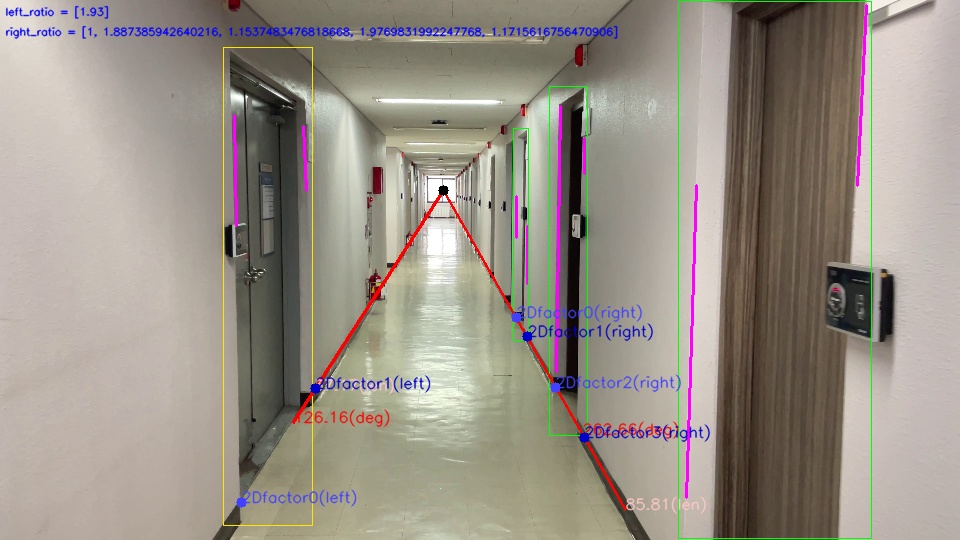 left_ratio = [1.93]
right_ratio = [1, 1.887385942640216, 1.1537483476818668, 1.9769831992247768, 1.1715616756470906]
2Dfactor0(right)
2Dfactor1(right)
2Dfactor1(left)
2Dfactor2(right)
126.16(deg)
2Dfactor3(right)
2Dfactor0(left)
85.81(len)